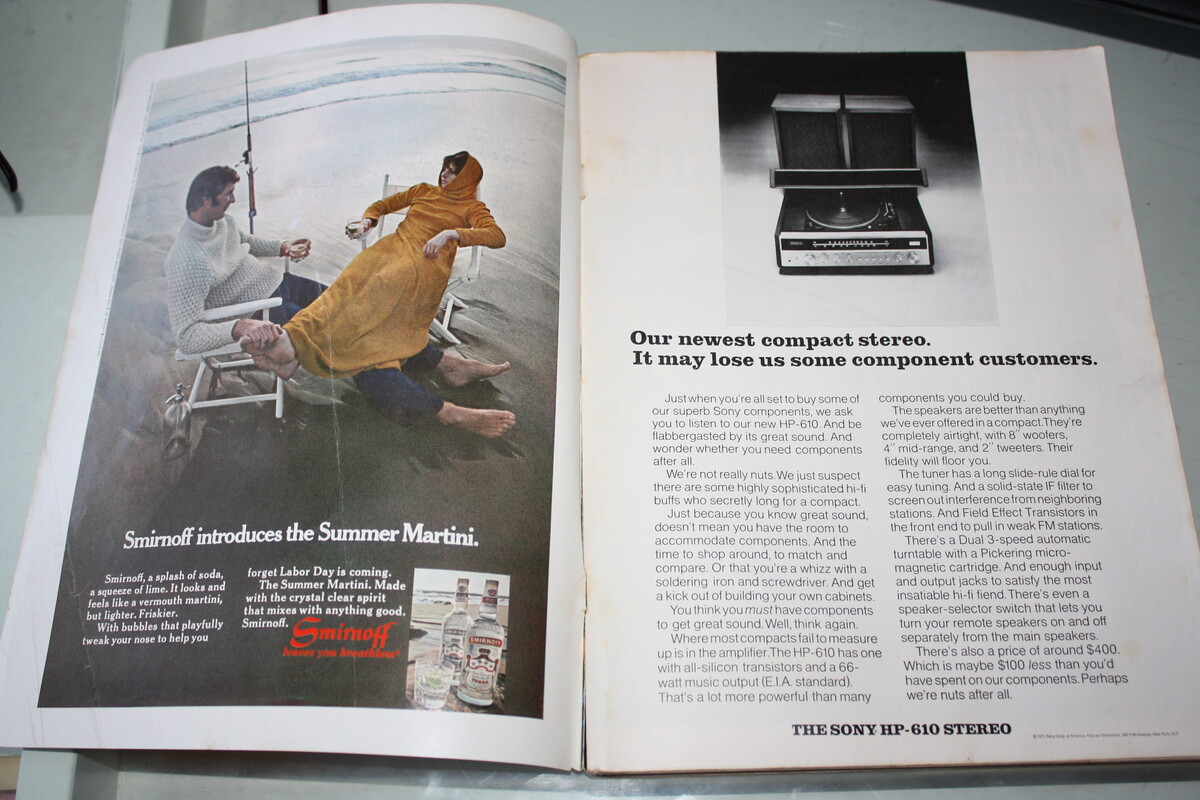 Smirnoff introduces the Summer Martini.
Smirnoff, a splash of soda,
a squeeze of lime. It looks and
feels like a vermouth martini,
but lighter. Friskier.
With bubbles that playfully
tweak your nose to help you
forget Labor Day is coming.
The Summer Martini. Made
with the crystal clear spirit
that mixes with anything good.
Smirnoff.
Smirnoff
leaves you breathless®
SMIRNOFF
SMIRNOFF
Our newest compact stereo.
It may lose us some component customers.
Just when you're all set to buy some of
our superb Sony components, we ask
you to listen to our new HP-610. And be
flabbergasted by its great sound. And
wonder whether you need components
after all.
We're not really nuts. We just suspect
there are some highly sophisticated hi-fi
buffs who secretly long for a compact.
Just because you know great sound,
doesn't mean you have the room to
accommodate components. And the
time to shop around, to match and
compare. Or that you're a whizz with a
soldering iron and screwdriver. And get
a kick out of building your own cabinets.
You think you must have components
to get great sound. Well, think again.
Where most compacts fail to measure
up is in the amplifier. The HP-610 has one
with all-silicon transistors and a 66-
watt music output (E.I.A. standard).
That's a lot more powerful than many
components you could buy.
The speakers are better than anything
we've ever offered in a compact. They're
completely airtight, with 8" woofers,
4" mid-range, and 2" tweeters. Their
fidelity will floor you.
The tuner has a long slide-rule dial for
easy tuning. And a solid-state IF filter to
screen out interference from neighboring
stations. And Field Effect Transistors in
the front end to pull in weak FM stations.
There's a Dual 3-speed automatic
turntable with a Pickering micro-
magnetic cartridge. And enough input
and output jacks to satisfy the most
insatiable hi-fi fiend. There's even a
speaker-selector switch that lets you
turn your remote speakers on and off
separately from the main speakers.
There's also a price of around $400.
Which is maybe $100 less than you'd
have spent on our components. Perhaps
we're nuts after all.
THE SONY HP-610 STEREO